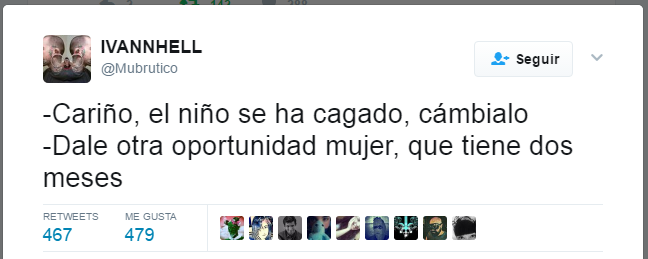 IVANNHELL
@Mubrutico
Seguir
-Cariño, el niño se ha cagado, cámbialo
-Dale otra oportunidad mujer, que tiene dos
meses
RETWEETS
ME GUSTA
467
479